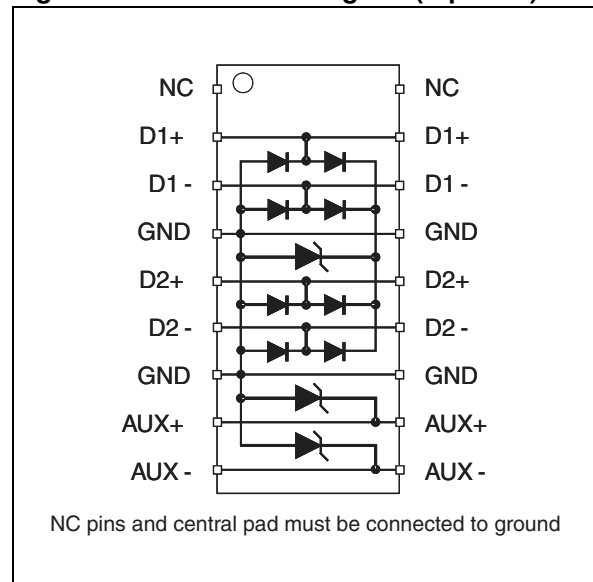 NC NC
D1+ D1+
D1 - D1 -
GND GND
D2+ D2+
D2 - D2 -
GND GND
AUX+ AUX+
AUX - AUX -
NC pins and central pad must be connected to ground